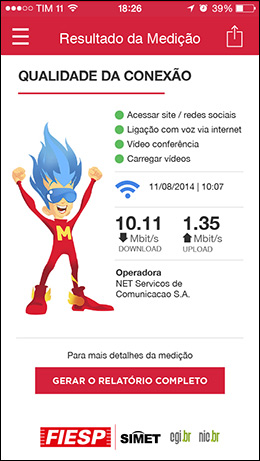 TIM 11 18:26 39%
Resultado da Medição
QUALIDADE DA CONEXÃO
Acessar site / redes sociais
Ligação com voz via internet
Vídeo conferência
Carregar vídeos
11/08/2014 | 10:07
10.11 1.35
Mbit/s Mbit/s
DOWNLOAD UPLOAD
Operadora
NET Servicos de
Comunicacao S.A.
M
Para mais detalhes da medição
GERAR O RELATÓRIO COMPLETO
FIESP SIMET cgi.br nic.br